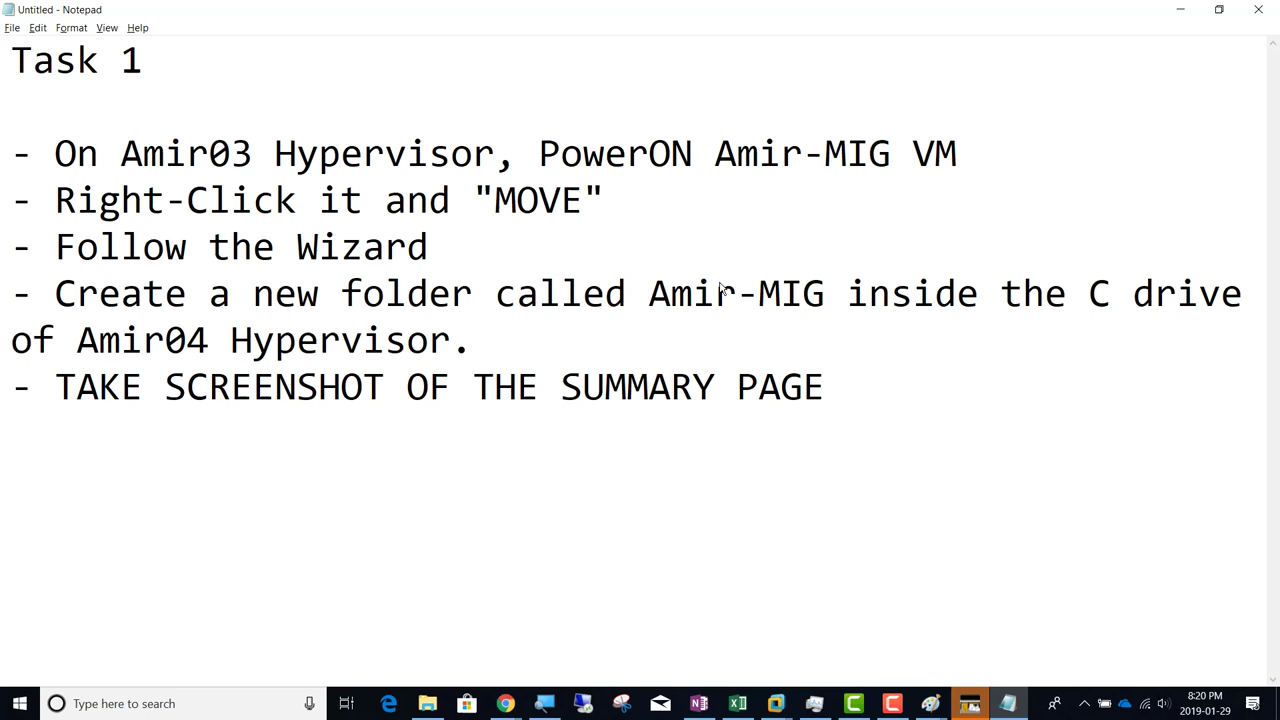 Untitled - Notepad
File Edit Format View Help
Task 1
- On Amir03 Hypervisor, PowerON Amir-MIG VM
- Right-Click it and "MOVE"
- Follow the Wizard
- Create a new folder called Amir-MIG inside the C drive
of Amir04 Hypervisor.
- TAKE SCREENSHOT OF THE SUMMARY PAGE
Type here to search
8:20 PM
2019-01-29